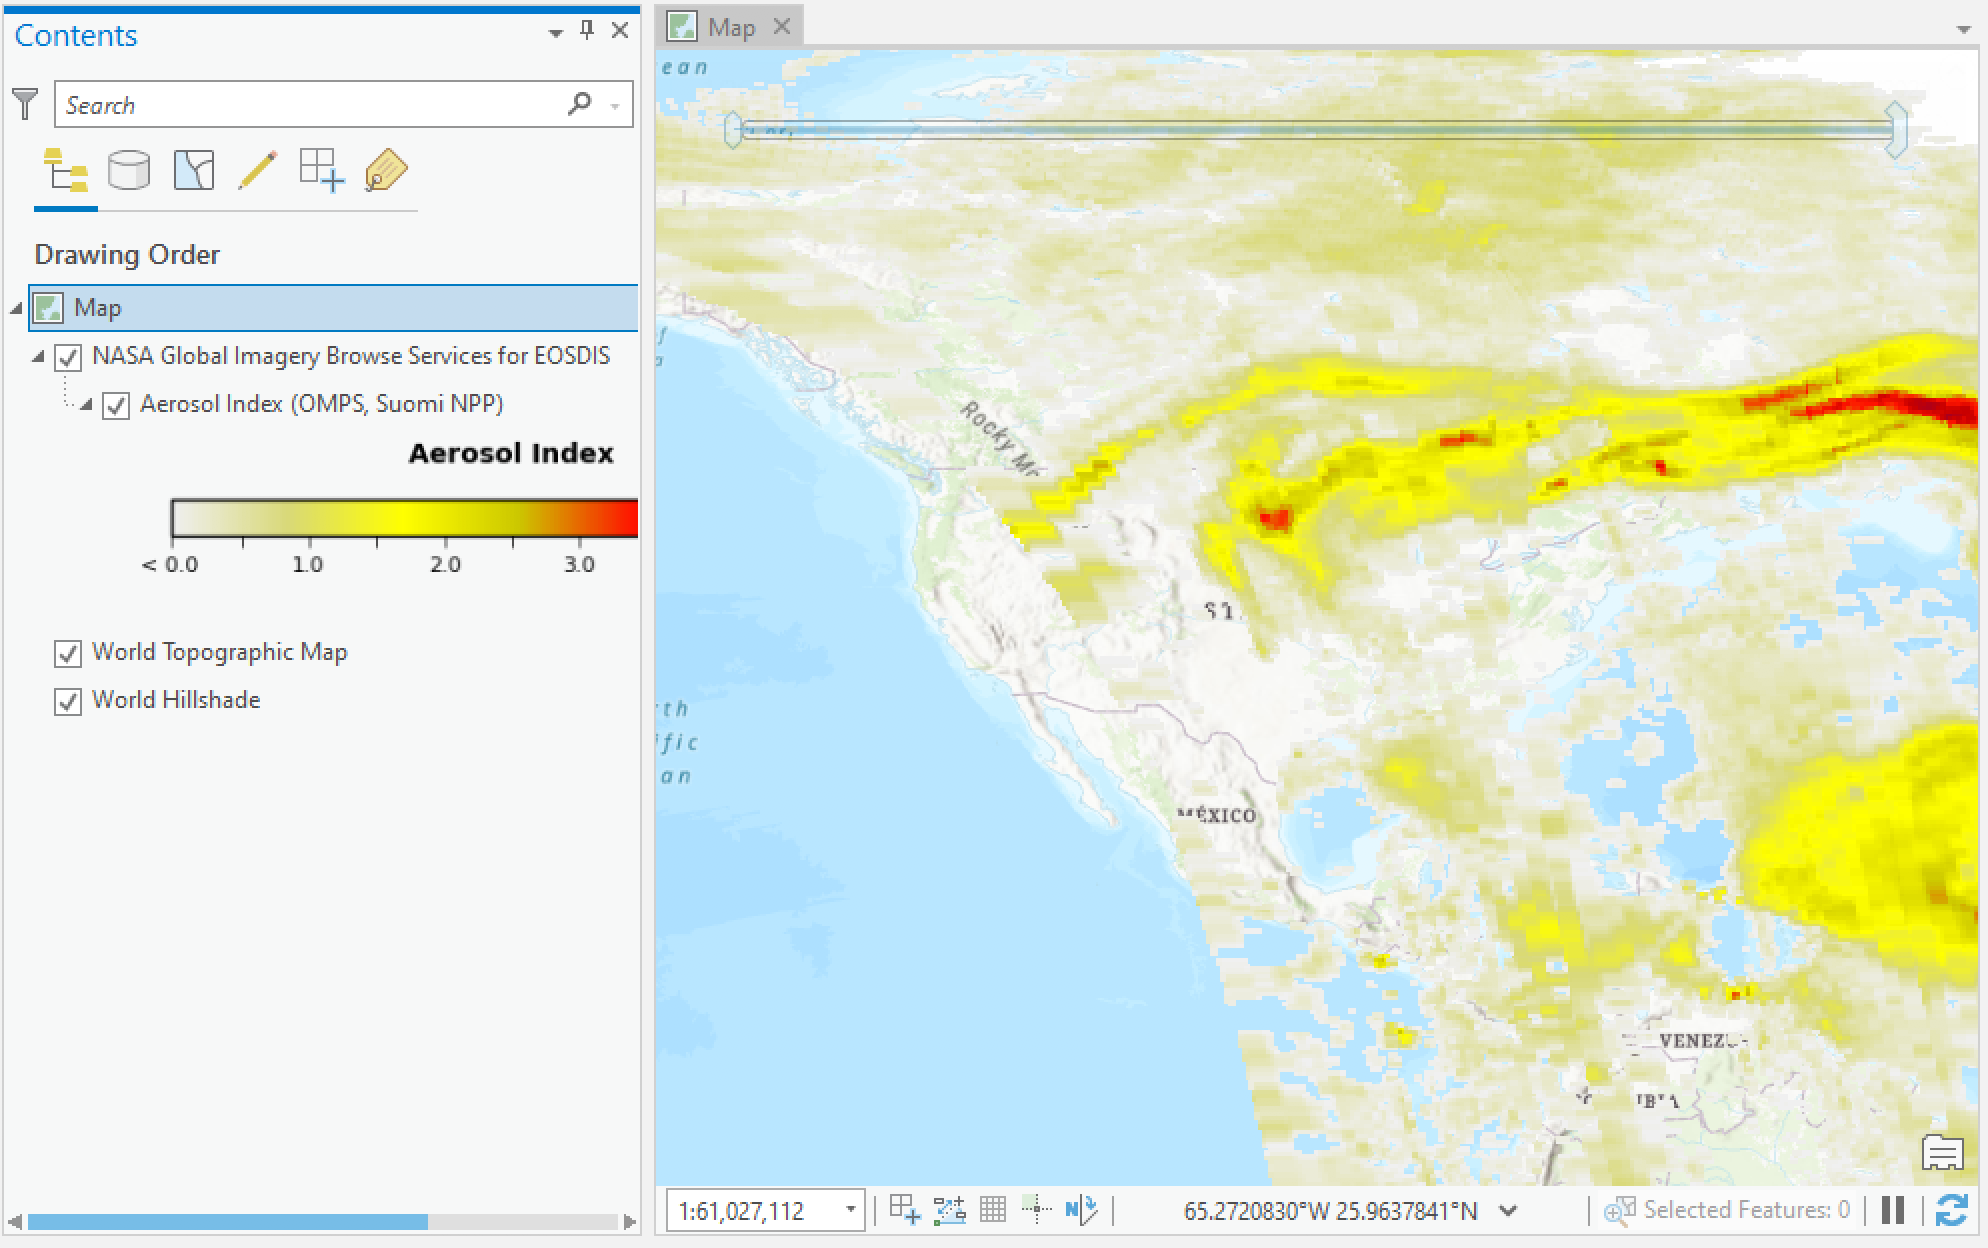 Contents
Search
Drawing Order
Map
NASA Global Imagery Browse Services for EOSDIS
Aerosol Index (OMPS, Suomi NPP)
Aerosol Index
< 0.0 1.0 2.0 3.0
World Topographic Map
World Hillshade
Map
ean
Rocky
th
ific
an
MÉXICO
VENEZ
1:61,027,112
65.2720830°W 25.9637841°N
Selected Features: 0